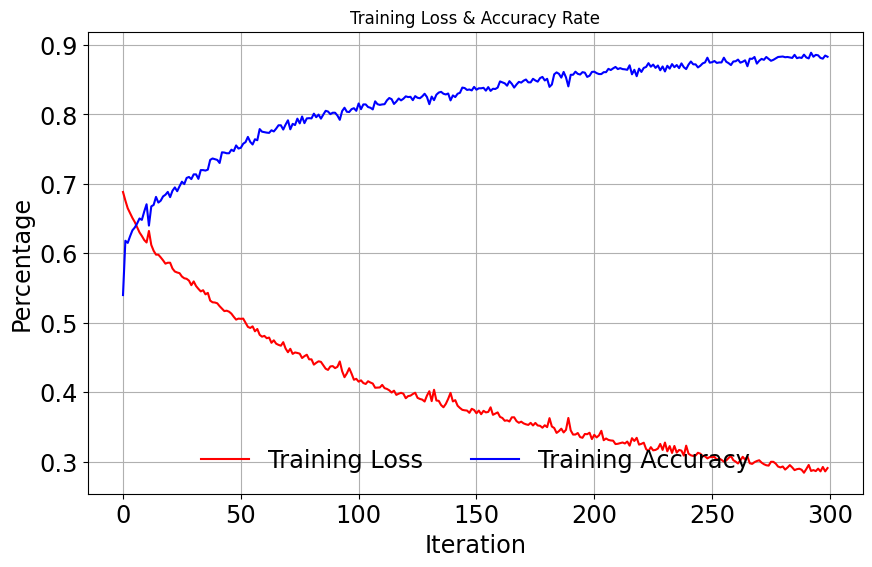 Training Loss & Accuracy Rate
Percentage
0.9
0.8
0.7
0.6
0.5
0.4
0.3
Training Loss
Training Accuracy
0 50 100 150 200 250 300
Iteration